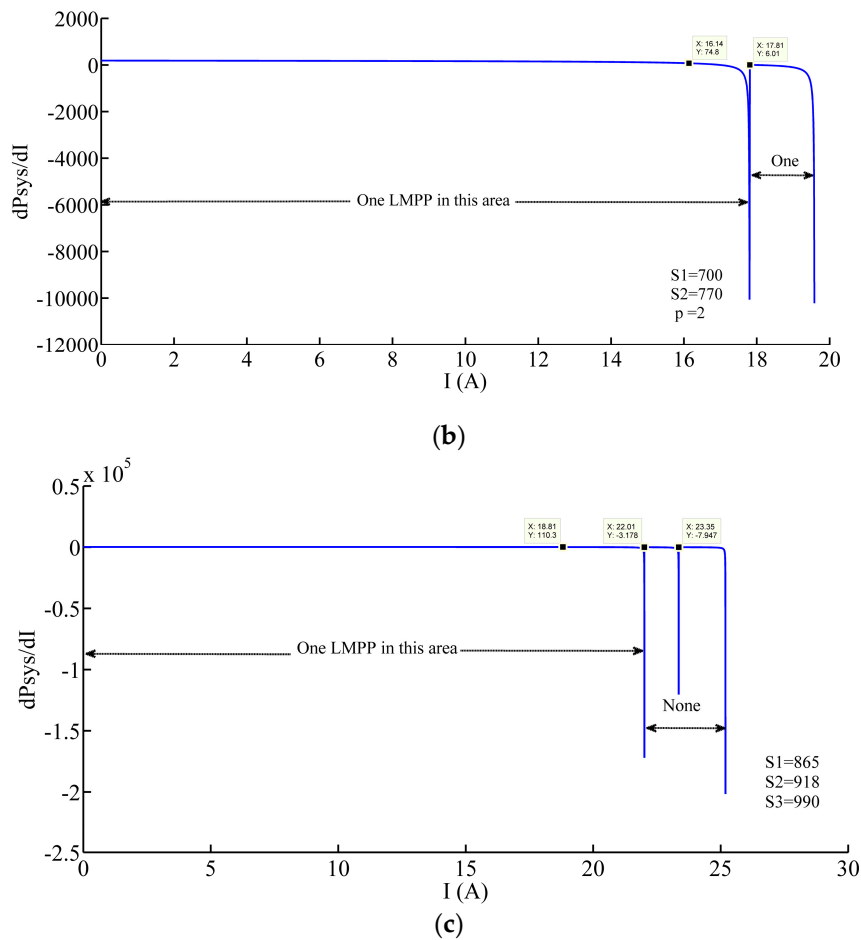 2000
0
-2000
-4000
-6000
-8000
-10000
-12000
dPsys/dI
X: 16.14
Y: 74.8
X: 17.81
Y: 6.01
One
One LMPP in this area
S1=700
S2=770
p =2
0 2 4 6 8 10 12 14 16 18 20
I (A)
(b)
x 10^5
0.5
0
-0.5
-1
-1.5
-2
-2.5
dPsys/dI
X: 18.81
Y: 110.3
X: 22.01
Y: -3.178
X: 23.35
Y: -7.947
One LMPP in this area
None
S1=865
S2=918
S3=990
0 5 10 15 20 25 30
I (A)
(c)